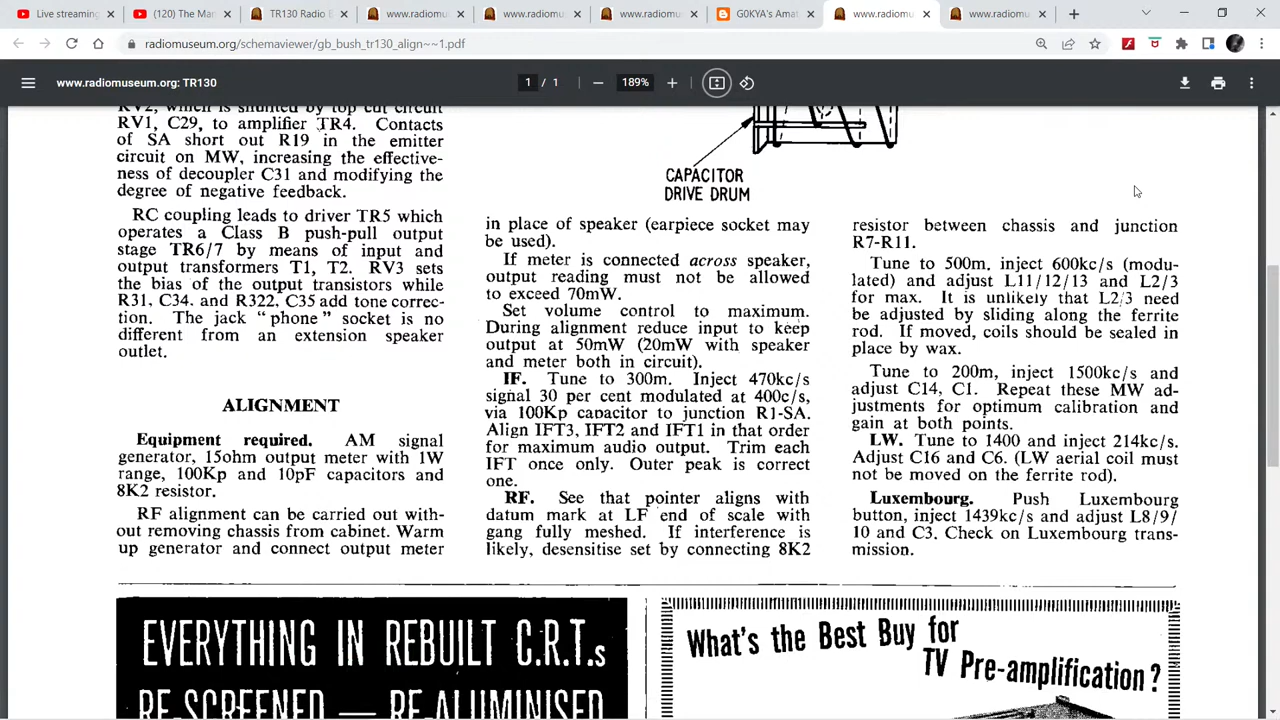 Live streaming
(120) The Mar
TR130 Radio B
www.radiomus
www.radiomus
www.radiomus
G0KYA's Amat
www.radiomus
www.radiomus
radiomuseum.org/schemaviewer/gb_bush_tr130_align~~1.pdf
www.radiomuseum.org: TR130
1 / 1
189%
RV2, which is shunted by top cut circuit
RV1, C29, to amplifier TR4. Contacts
of SA short out R19 in the emitter
circuit on MW, increasing the effective-
ness of decoupler C31 and modifying the
degree of negative feedback.
RC coupling leads to driver TR5 which
operates a Class B push-pull output
stage TR6/7 by means of input and
output transformers T1, T2. RV3 sets
the bias of the output transistors while
R31, C34, and R322, C35 add tone correc-
tion. The jack "phone" socket is no
different from an extension speaker
outlet.
ALIGNMENT
Equipment required. AM signal
generator, 15ohm output meter with 1W
range, 100Kp and 10pF capacitors and
8K2 resistor.
RF alignment can be carried out with-
out removing chassis from cabinet. Warm
up generator and connect output meter
CAPACITOR
DRIVE DRUM
in place of speaker (earpiece socket may
be used).
If meter is connected across speaker,
output reading must not be allowed
to exceed 70mW.
Set volume control to maximum.
During alignment reduce input to keep
output at 50mW (20mW with speaker
and meter both in circuit).
IF. Tune to 300m. Inject 470kc/s
signal 30 per cent modulated at 400c/s,
via 100Kp capacitor to junction R1-SA.
Align IFT3, IFT2 and IFT1 in that order
for maximum audio output. Trim each
IFT once only. Outer peak is correct
one.
RF. See that pointer aligns with
datum mark at LF end of scale with
gang fully meshed. If interference is
likely, desensitise set by connecting 8K2
resistor between chassis and junction
R7-R11.
Tune to 500m, inject 600kc/s (modu-
lated) and adjust L11/12/13 and L2/3
for max. It is unlikely that L2/3 need
be adjusted by sliding along the ferrite
rod. If moved, coils should be sealed in
place by wax.
Tune to 200m, inject 1500kc/s and
adjust C14, C1. Repeat these MW ad-
justments for optimum calibration and
gain at both points.
LW. Tune to 1400 and inject 214kc/s.
Adjust C16 and C6. (LW aerial coil must
not be moved on the ferrite rod).
Luxembourg. Push Luxembourg
button, inject 1439kc/s and adjust L8/9/
10 and C3. Check on Luxembourg trans-
mission.
EVERYTHING IN REBUILT C.R.T.s
RE-SCREENED — RE-ALUMINISED
What's the Best Buy for
TV Pre-amplification?